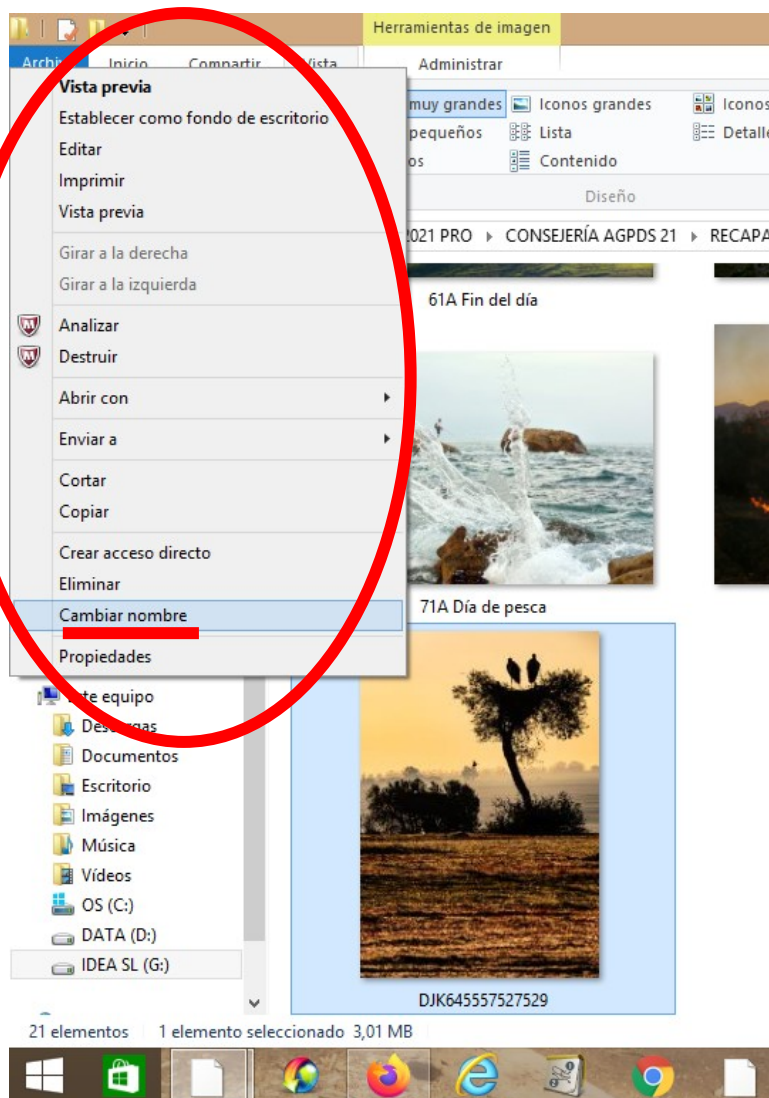 Herramientas de imagen
Archivo Inicio Compartir Vista Administrar
Vista previa
Establecer como fondo de escritorio
Editar
Imprimir
Vista previa
Girar a la derecha
Girar a la izquierda
Analizar
Destruir
Abrir con
Enviar a
Cortar
Copiar
Crear acceso directo
Eliminar
Cambiar nombre
Propiedades
muy grandes Iconos grandes Iconos
pequeños Lista Detalle
os Contenido
Diseño
2021 PRO CONSEJERÍA AGPDS 21 RECAPA
61A Fin del día
71A Día de pesca
Este equipo
Descargas
Documentos
Escritorio
Imágenes
Música
Vídeos
OS (C:)
DATA (D:)
IDEA SL (G:)
DJK645557527529
21 elementos 1 elemento seleccionado 3,01 MB